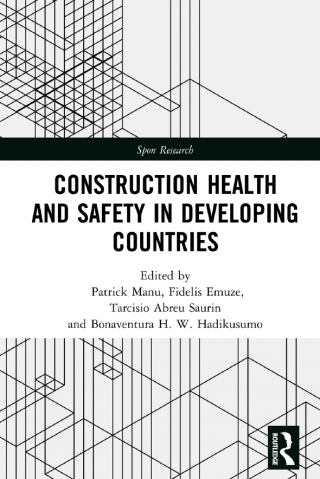 Spon Research
CONSTRUCTION HEALTH
AND SAFETY IN DEVELOPING
COUNTRIES
Edited by
Patrick Manu, Fidelis Emuze,
Tarcisio Abreu Saurin
and Bonaventura H. W. Hadikusumo
ROUTLEDGE